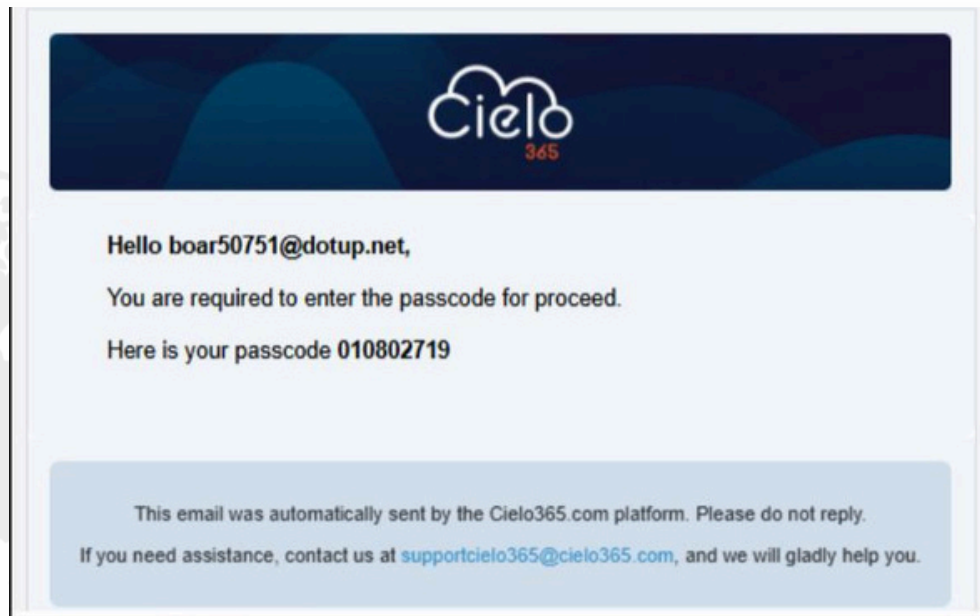 Cielo
365
Hello boar50751@dotup.net,
You are required to enter the passcode for proceed.
Here is your passcode 010802719
This email was automatically sent by the Cielo365.com platform. Please do not reply.
If you need assistance, contact us at supportcielo365@cielo365.com, and we will gladly help you.